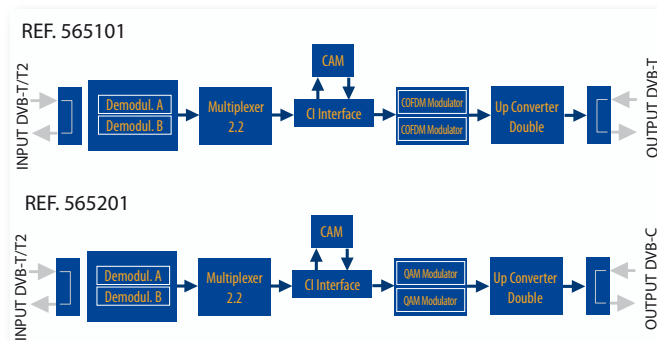 REF. 565101
INPUT DVB-T/T2
Demodul. A
Demodul. B
Multiplexer
2.2
CAM
CI Interface
COFDM Modulator
COFDM Modulator
Up Converter
Double
OUTPUT DVB-T
REF. 565201
INPUT DVB-T/T2
Demodul. A
Demodul. B
Multiplexer
2.2
CAM
CI Interface
QAM Modulator
QAM Modulator
Up Converter
Double
OUTPUT DVB-C